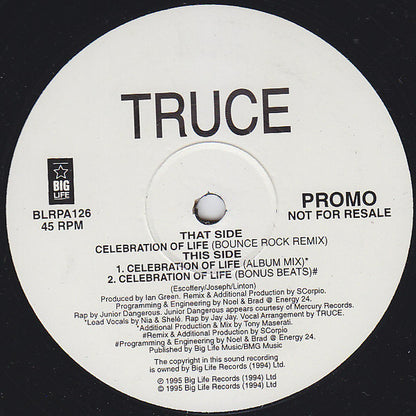 TRUCE
BIG
LIFE
BLRPA126
45 RPM
PROMO
NOT FOR RESALE
THAT SIDE
CELEBRATION OF LIFE (BOUNCE ROCK REMIX)
THIS SIDE
1. CELEBRATION OF LIFE (ALBUM MIX)*
2. CELEBRATION OF LIFE (BONUS BEATS)#
(Escoffery/Joseph/Linton)
Produced by Ian Green. Remix & Additional Production by SCorpio.
Programming & Engineering by Noel & Brad @ Energy 24.
Rap by Junior Dangerous. Junior Dangerous appears courtesy of Mercury Records.
*Load Vocals by Nia & Shelé. Rap by Jay Jay. Vocal Arrangement by TRUCE.
*Additional Production & Mix by Tony Maserati.
#Remix & Additional Production by SCorpio.
#Programming & Engineering by Noel & Brad @ Energy 24.
Published by Big Life Music/BMG Music
The copyright in this sound recording
is owned by Big Life Records (1994) Ltd.
℗ 1995 Big Life Records (1994) Ltd
© 1995 Big Life Records (1994) Ltd